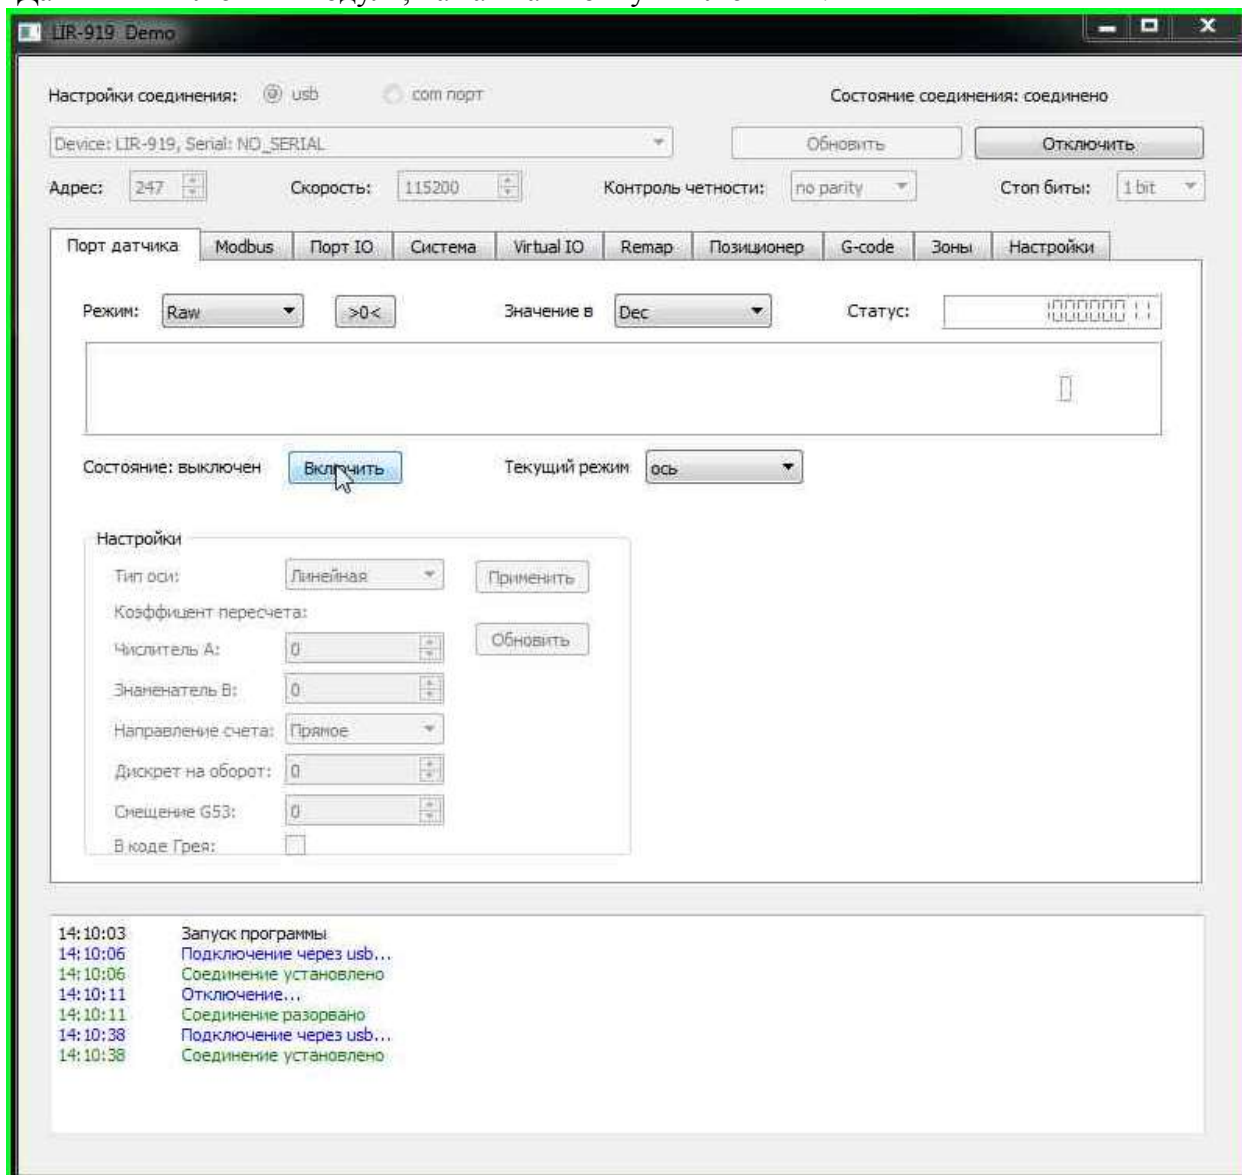 LIR-919 Demo
Настройки соединения: usb com порт Состояние соединения: соединено
Device: LIR-919, Serial: NO_SERIAL Обновить Отключить
Адрес: 247 Скорость: 115200 Контроль четности: no parity Стоп биты: 1 bit
Порт датчика Modbus Порт IO Система Virtual IO Remap Позиционер G-code Зоны Настройки
Режим: Raw >0< Значение в Dec Статус: 100000011
0
Состояние: выключен Включить Текущий режим ось
Настройки
Тип оси: Линейная Применить
Коэффицент пересчета:
Числитель A: 0 Обновить
Знаменатель B: 0
Направление счета: Прямое
Дискрет на оборот: 0
Смещение G53: 0
В коде Грея:
14:10:03 Запуск программы
14:10:06 Подключение через usb...
14:10:06 Соединение установлено
14:10:11 Отключение...
14:10:11 Соединение разорвано
14:10:38 Подключение через usb...
14:10:38 Соединение установлено